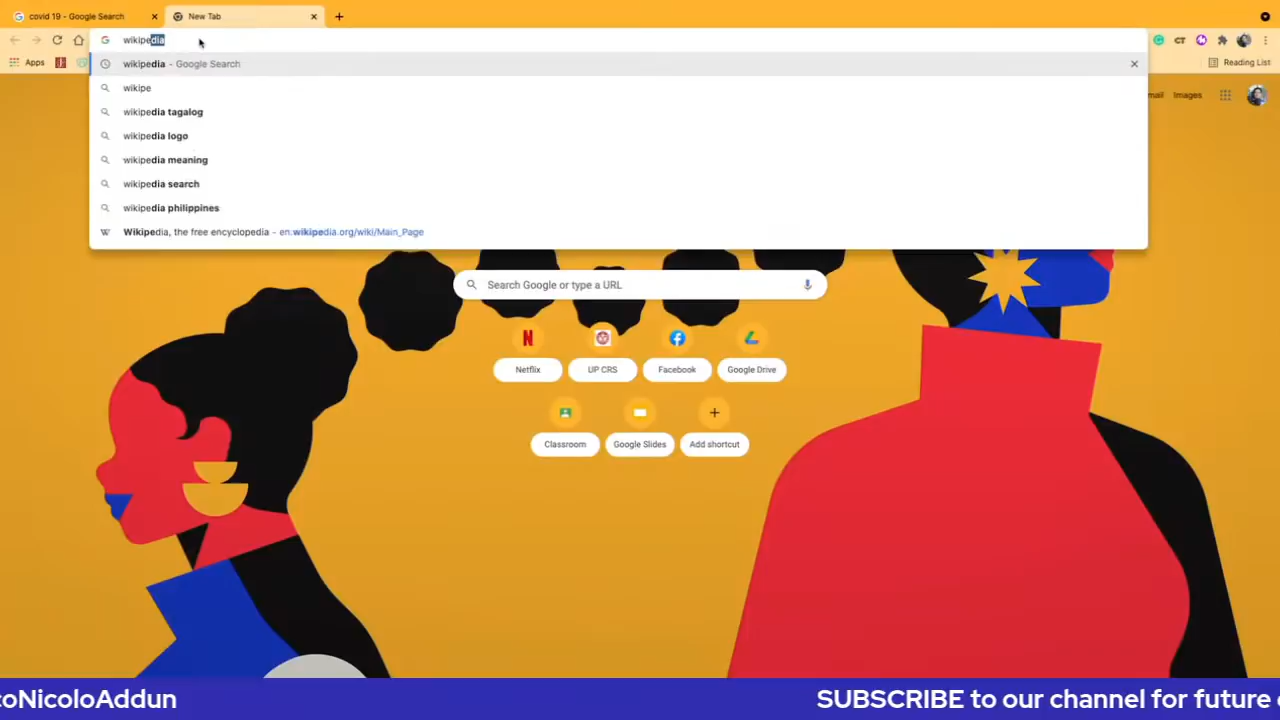 covid 19 - Google Search
New Tab
wikipedia
Apps
Reading List
wikipedia - Google Search
wikipe
wikipedia tagalog
wikipedia logo
wikipedia meaning
wikipedia search
wikipedia philippines
Wikipedia, the free encyclopedia - en.wikipedia.org/wiki/Main_Page
mail
Images
Search Google or type a URL
Netflix
UP CRS
Facebook
Google Drive
Classroom
Google Slides
Add shortcut
coNicoloAddun
SUBSCRIBE to our channel for future